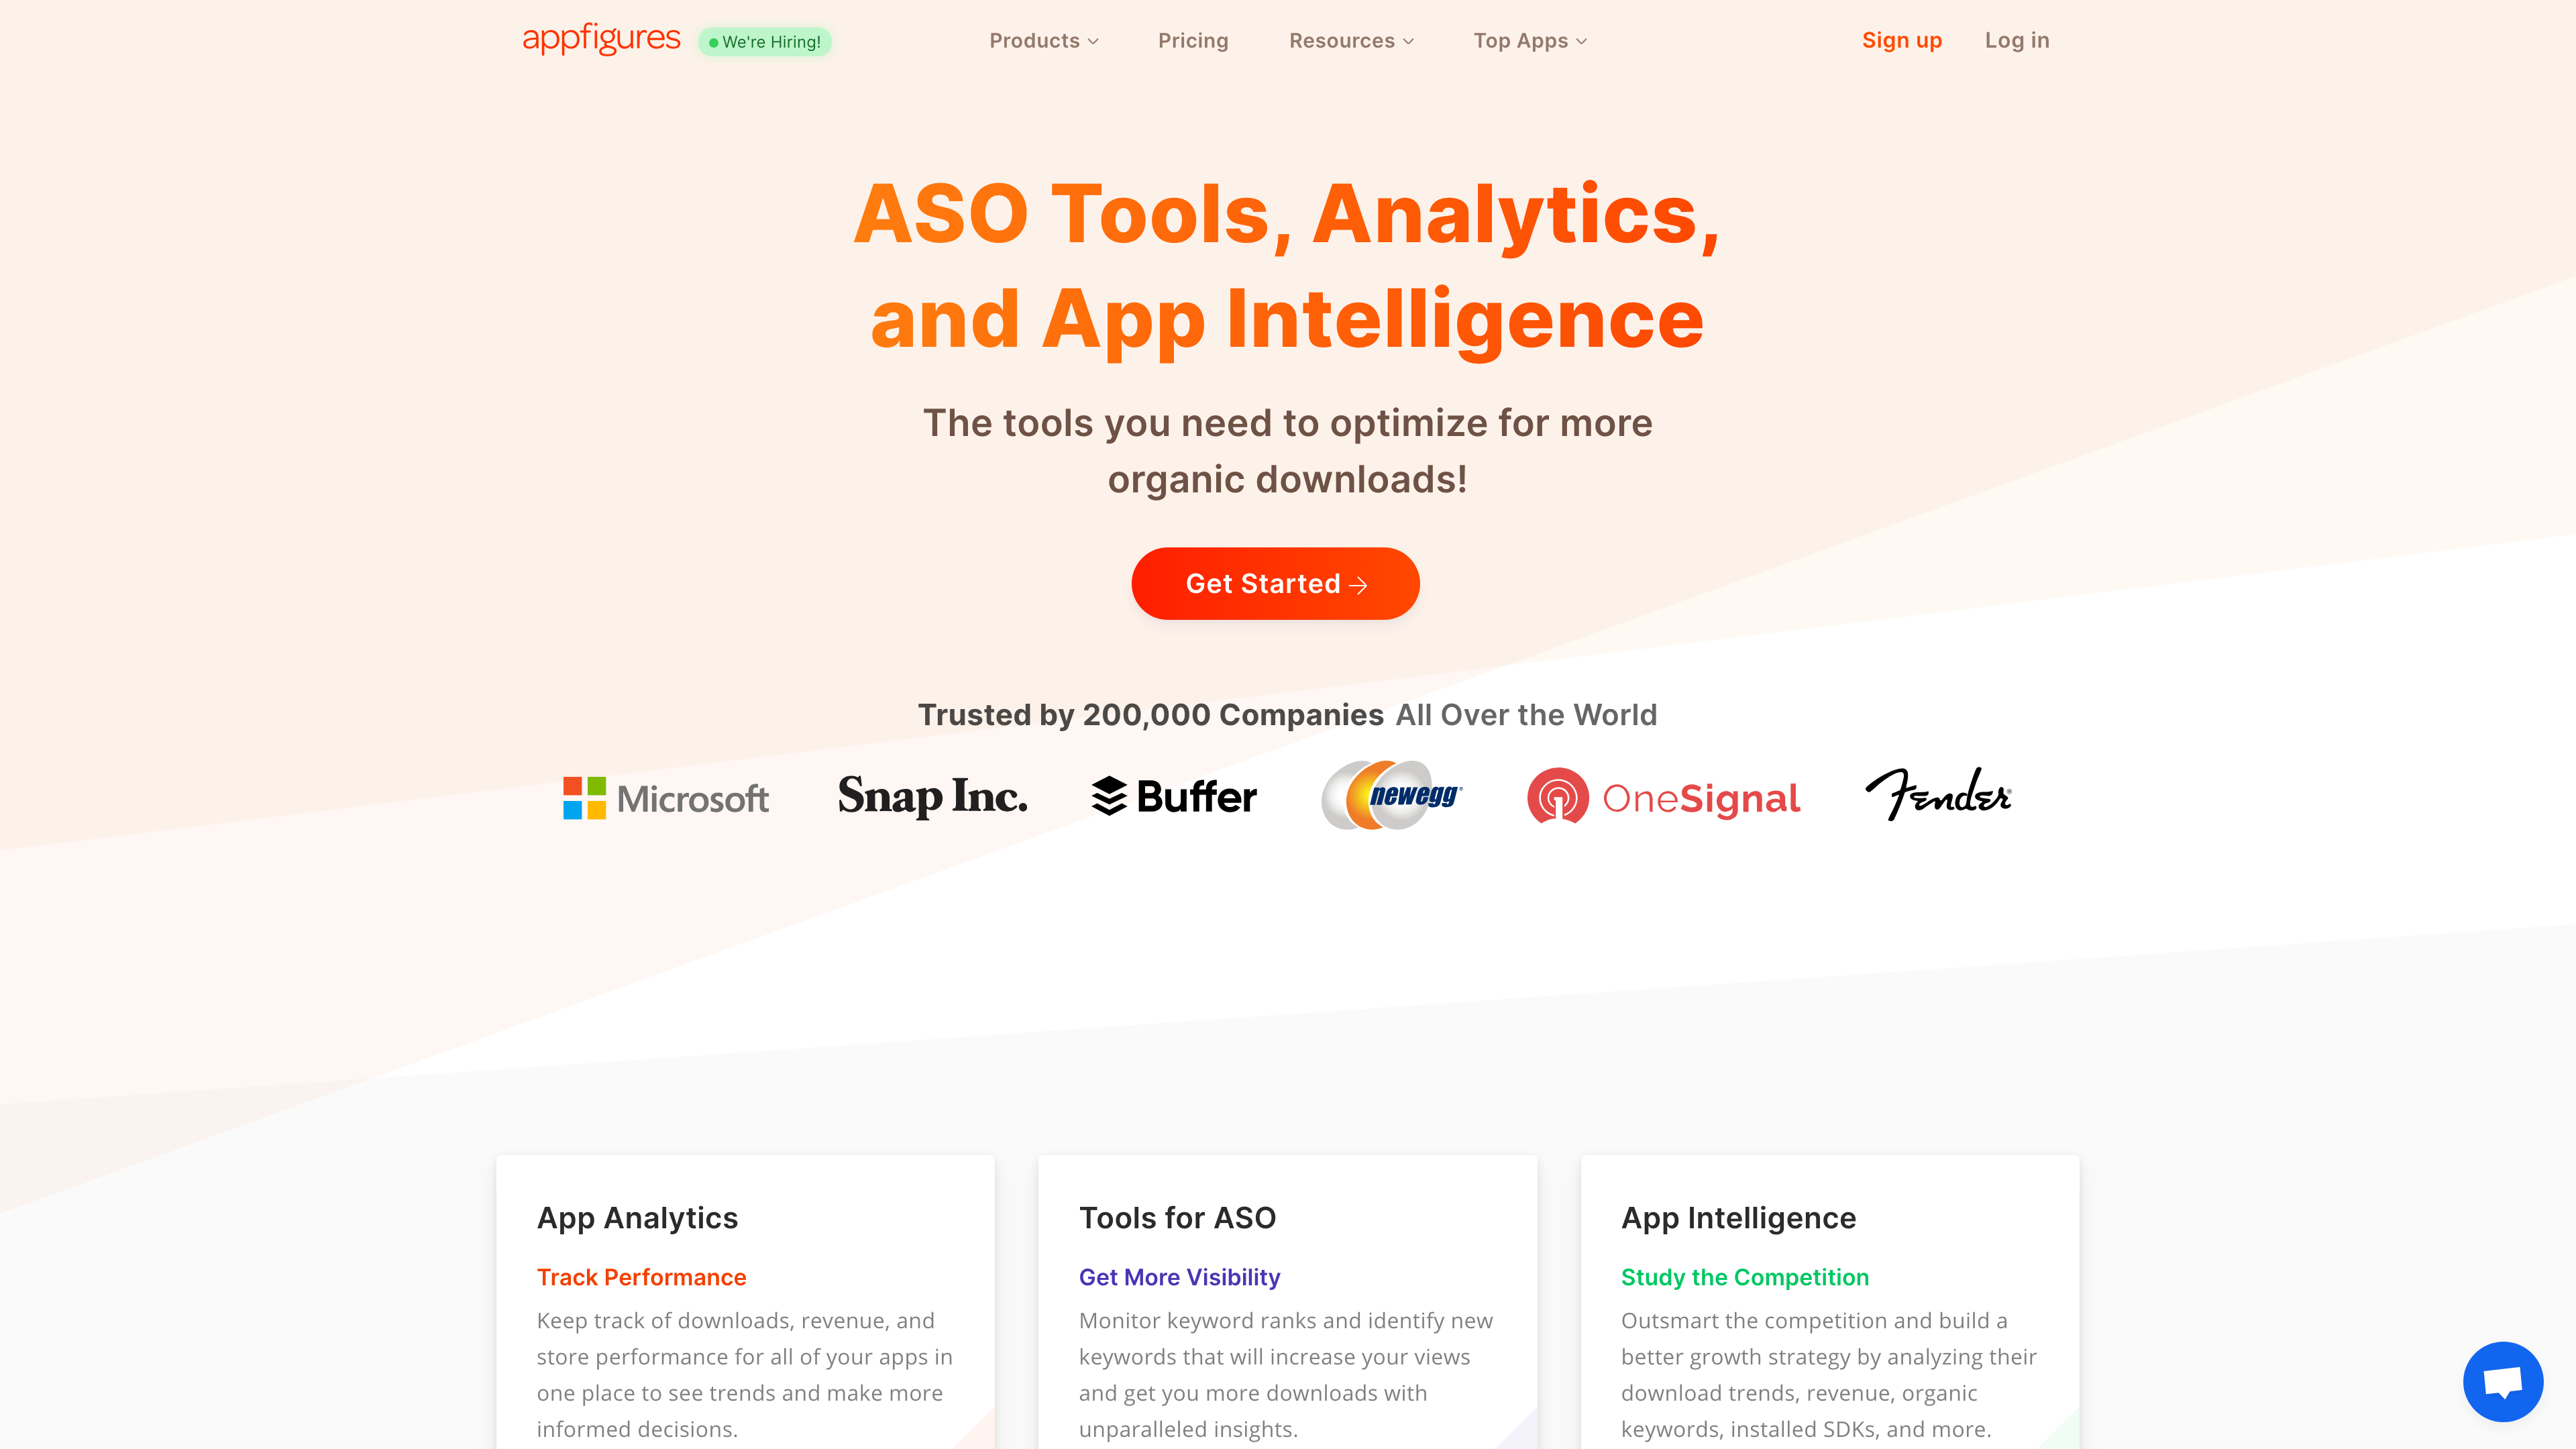 appfigures
We're Hiring!
Products
Pricing
Resources
Top Apps
Sign up
Log in
ASO Tools, Analytics,
and App Intelligence
The tools you need to optimize for more
organic downloads!
Get Started
Trusted by 200,000 Companies All Over the World
Microsoft
Snap Inc.
Buffer
newegg
OneSignal
Fender
App Analytics
Track Performance
Keep track of downloads, revenue, and
store performance for all of your apps in
one place to see trends and make more
informed decisions.
Tools for ASO
Get More Visibility
Monitor keyword ranks and identify new
keywords that will increase your views
and get you more downloads with
unparalleled insights.
App Intelligence
Study the Competition
Outsmart the competition and build a
better growth strategy by analyzing their
download trends, revenue, organic
keywords, installed SDKs, and more.